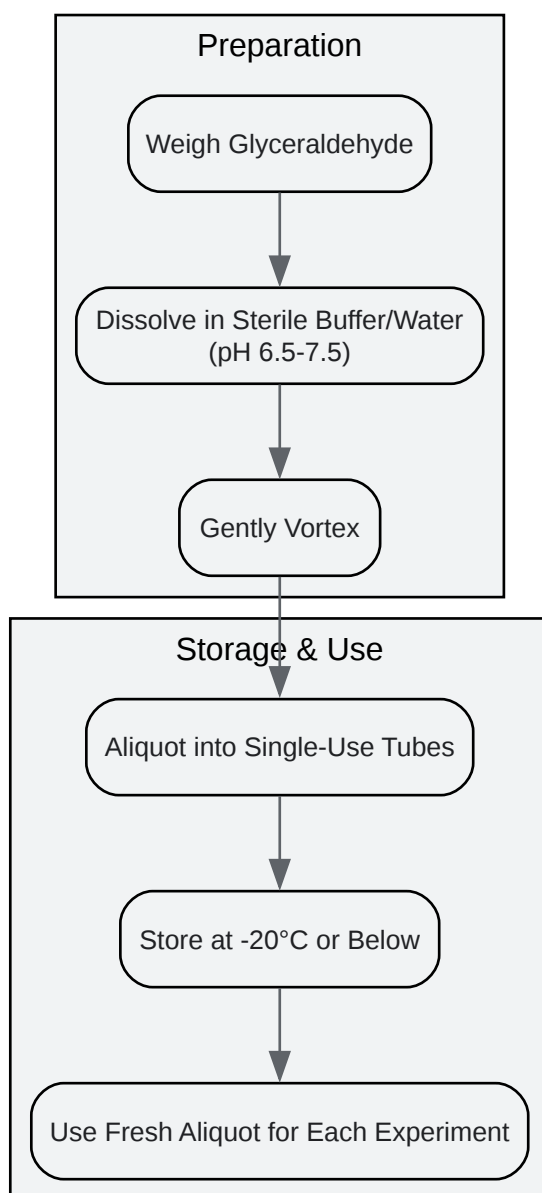 Preparation
Weigh Glyceraldehyde
Dissolve in Sterile Buffer/Water
(pH 6.5-7.5)
Gently Vortex
Storage & Use
Aliquot into Single-Use Tubes
Store at -20°C or Below
Use Fresh Aliquot for Each Experiment